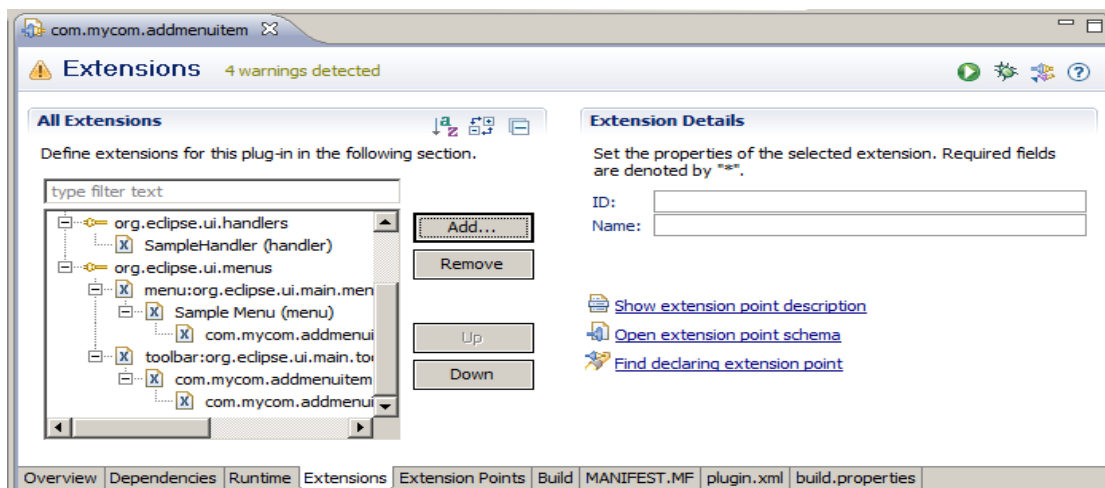 com.mycom.addmenuitem
Extensions 4 warnings detected
All Extensions
Define extensions for this plug-in in the following section.
type filter text
org.eclipse.ui.handlers
SampleHandler (handler)
org.eclipse.ui.menus
menu:org.eclipse.ui.main.men
Sample Menu (menu)
com.mycom.addmenui
toolbar:org.eclipse.ui.main.to
com.mycom.addmenuitem
com.mycom.addmenui
Add...
Remove
Up
Down
Extension Details
Set the properties of the selected extension. Required fields
are denoted by "*".
ID:
Name:
Show extension point description
Open extension point schema
Find declaring extension point
Overview Dependencies Runtime Extensions Extension Points Build MANIFEST.MF plugin.xml build.properties